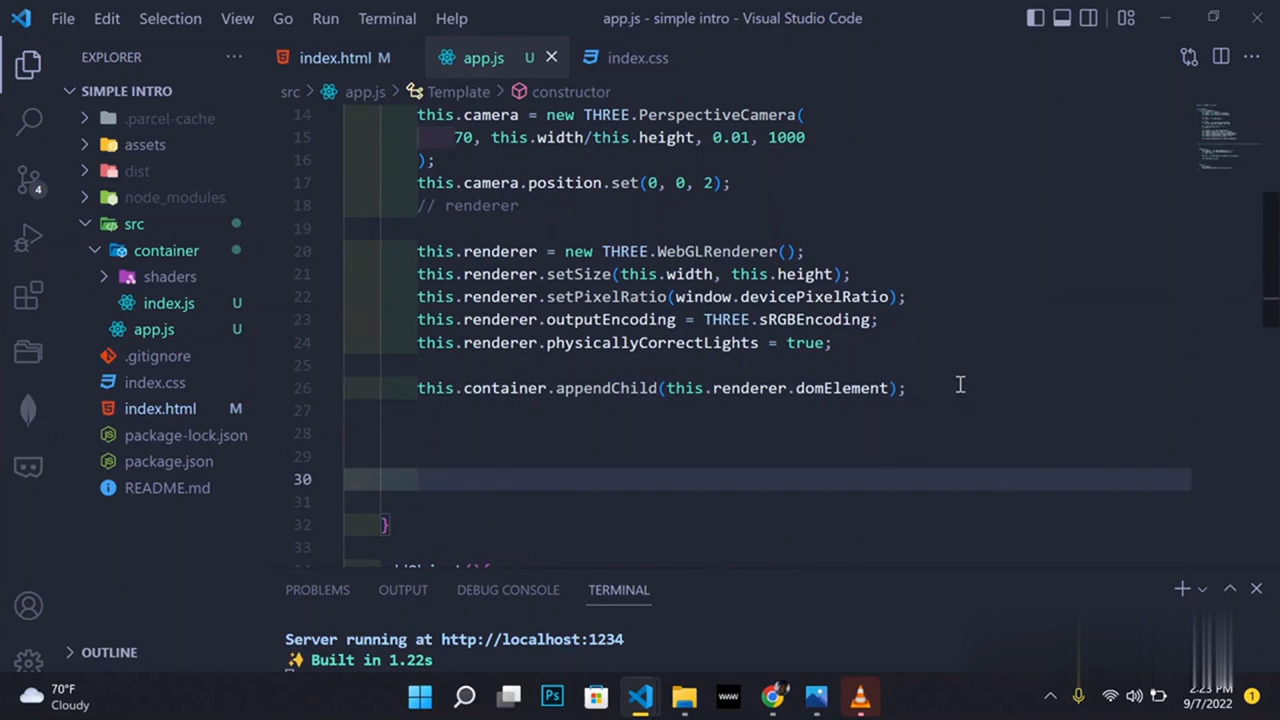 File Edit Selection View Go Run Terminal Help app.js - simple intro - Visual Studio Code
EXPLORER ···
index.html M app.js U index.css
SIMPLE INTRO
src app.js Template constructor
.parcel-cache
assets
dist
4
node_modules
src
container
shaders
index.js U
app.js U
.gitignore
index.css
index.html M
package-lock.json
package.json
README.md
OUTLINE
14 this.camera = new THREE.PerspectiveCamera(
15 70, this.width/this.height, 0.01, 1000
16 );
17 this.camera.position.set(0, 0, 2);
18 // renderer
19
20 this.renderer = new THREE.WebGLRenderer();
21 this.renderer.setSize(this.width, this.height);
22 this.renderer.setPixelRatio(window.devicePixelRatio);
23 this.renderer.outputEncoding = THREE.sRGBEncoding;
24 this.renderer.physicallyCorrectLights = true;
25
26 this.container.appendChild(this.renderer.domElement);
27
28
29
30
31
32 }
33
PROBLEMS OUTPUT DEBUG CONSOLE TERMINAL
Server running at http://localhost:1234
✨ Built in 1.22s
70°F
Cloudy
Ps
www
2:23 PM
9/7/2022
1